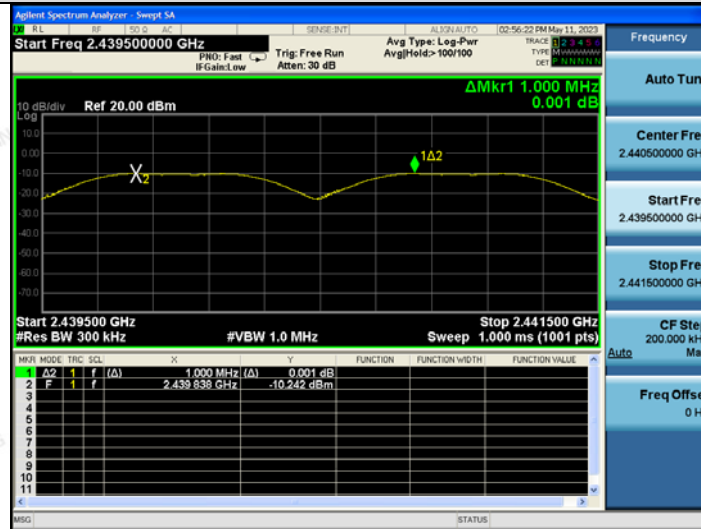 Agilent Spectrum Analyzer - Swept SA
RL RF 50 Ω AC SENSE:INT ALIGN AUTO 02:56:22 PM May 11, 2023
Start Freq 2.439500000 GHz
PNO: Fast
IFGain:Low
Trig: Free Run
Atten: 30 dB
Avg Type: Log-Pwr
Avg|Hold:>100/100
TRACE 1 2 3 4 5 6
TYPE M
DET P N N N N N
ΔMkr1 1.000 MHz
0.001 dB
10 dB/div Ref 20.00 dBm
Log
10.0
0.00
-10.0
-20.0
-30.0
-40.0
-50.0
-60.0
-70.0
1Δ2
X2
Start 2.439500 GHz Stop 2.441500 GHz
#Res BW 300 kHz #VBW 1.0 MHz Sweep 1.000 ms (1001 pts)
MKR MODE TRC SCL X Y FUNCTION FUNCTION WIDTH FUNCTION VALUE
1 Δ2 1 f (Δ) 1.000 MHz (Δ) 0.001 dB
2 F 1 f 2.439 838 GHz -10.242 dBm
3
4
5
6
7
8
9
10
11
MSG STATUS
Frequency
Auto Tun
Center Fre
2.440500000 GH
Start Fre
2.439500000 GH
Stop Fre
2.441500000 GH
CF Ste
200.000 kH
Auto Ma
Freq Offse
0 H